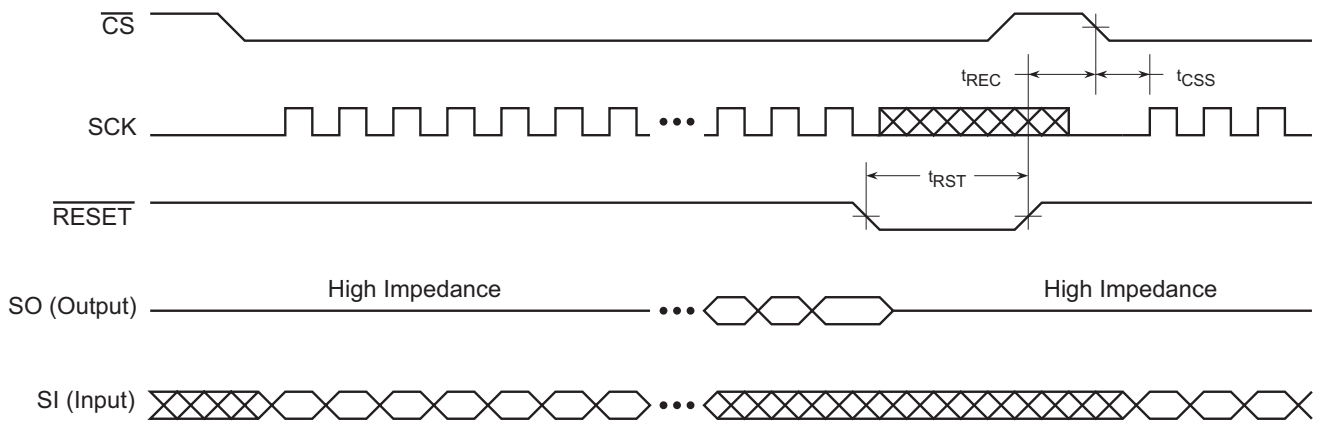 CS
tREC
tCSS
SCK
tRST
RESET
High Impedance
High Impedance
SO (Output)
SI (Input)